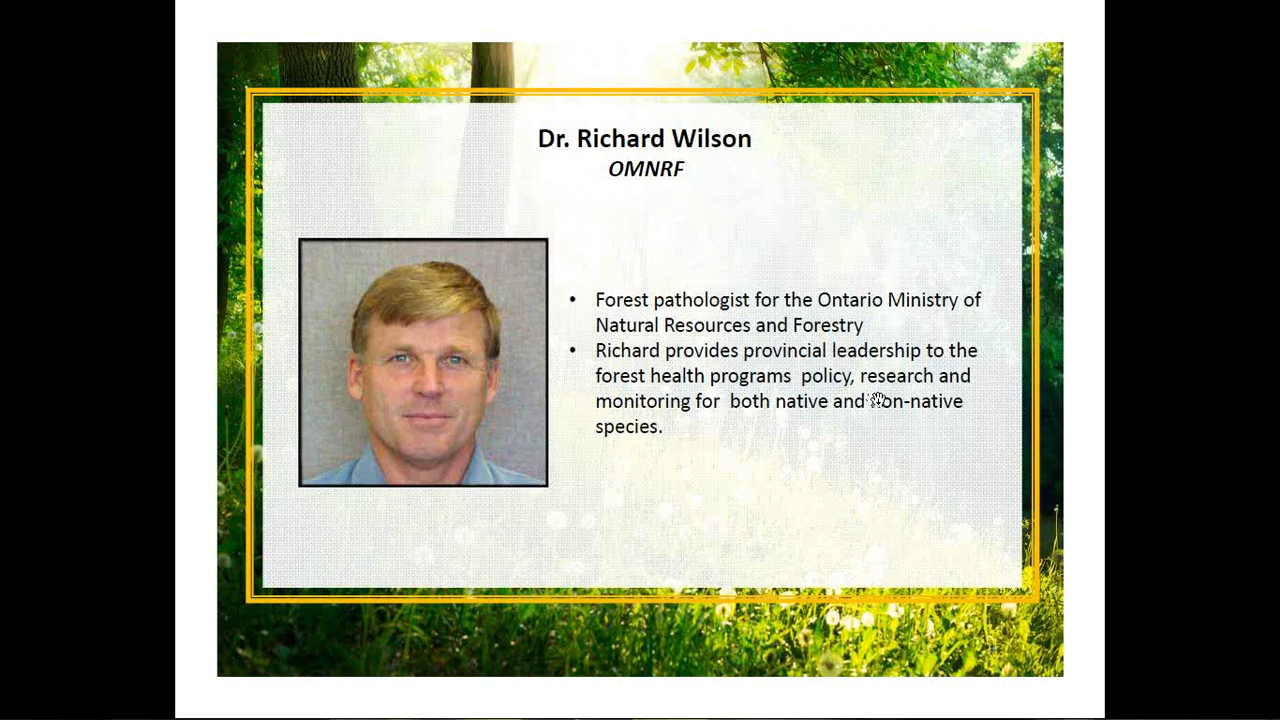 Dr. Richard Wilson
OMNRF
• Forest pathologist for the Ontario Ministry of
Natural Resources and Forestry
• Richard provides provincial leadership to the
forest health programs  policy, research and
monitoring for  both native and non-native
species.